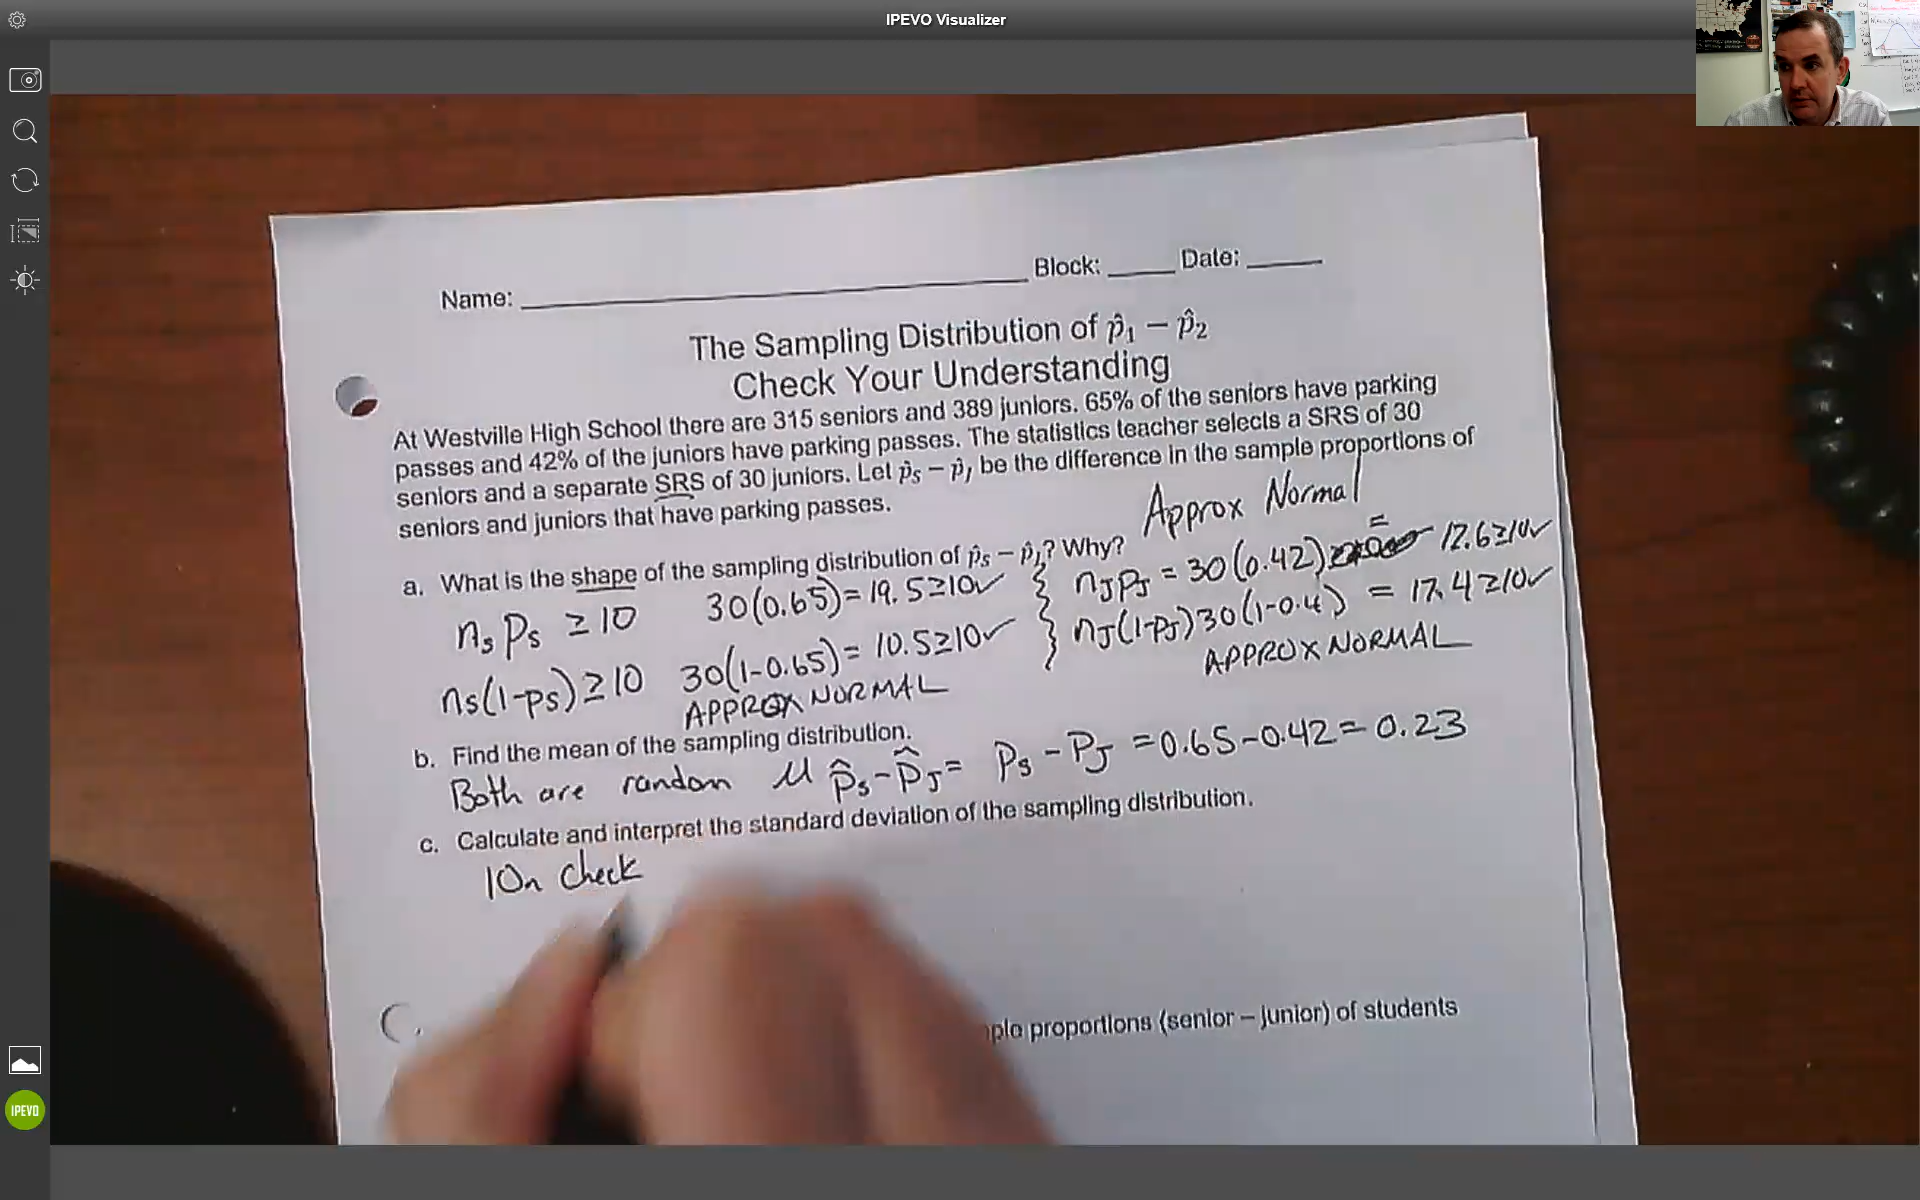 IPEVO Visualizer
Name: ____ Block: ____ Date: ____
The Sampling Distribution of p̂₁ − p̂₂
Check Your Understanding
At Westville High School there are 315 seniors and 389 juniors. 65% of the seniors have parking
passes and 42% of the juniors have parking passes. The statistics teacher selects a SRS of 30
seniors and a separate SRS of 30 juniors. Let p̂s − p̂J be the difference in the sample proportions of
seniors and juniors that have parking passes.
Approx Normal
a. What is the shape of the sampling distribution of p̂s − p̂J? Why?
nsps ≥10 30(0.65)=19.5≥10✓ nJpJ = 30(0.42) = 12.6≥10✓
ns(1-ps)≥10 30(1-0.65)= 10.5≥10✓ nJ(1-pJ)30(1-0.4) = 17.4≥10✓
APPROX NORMAL APPROX NORMAL
b. Find the mean of the sampling distribution.
Both are random μ p̂s-p̂J = Ps-PJ =0.65-0.42=0.23
c. Calculate and interpret the standard deviation of the sampling distribution.
10n check
C.
ple proportions (senior – junior) of students
IPEVO